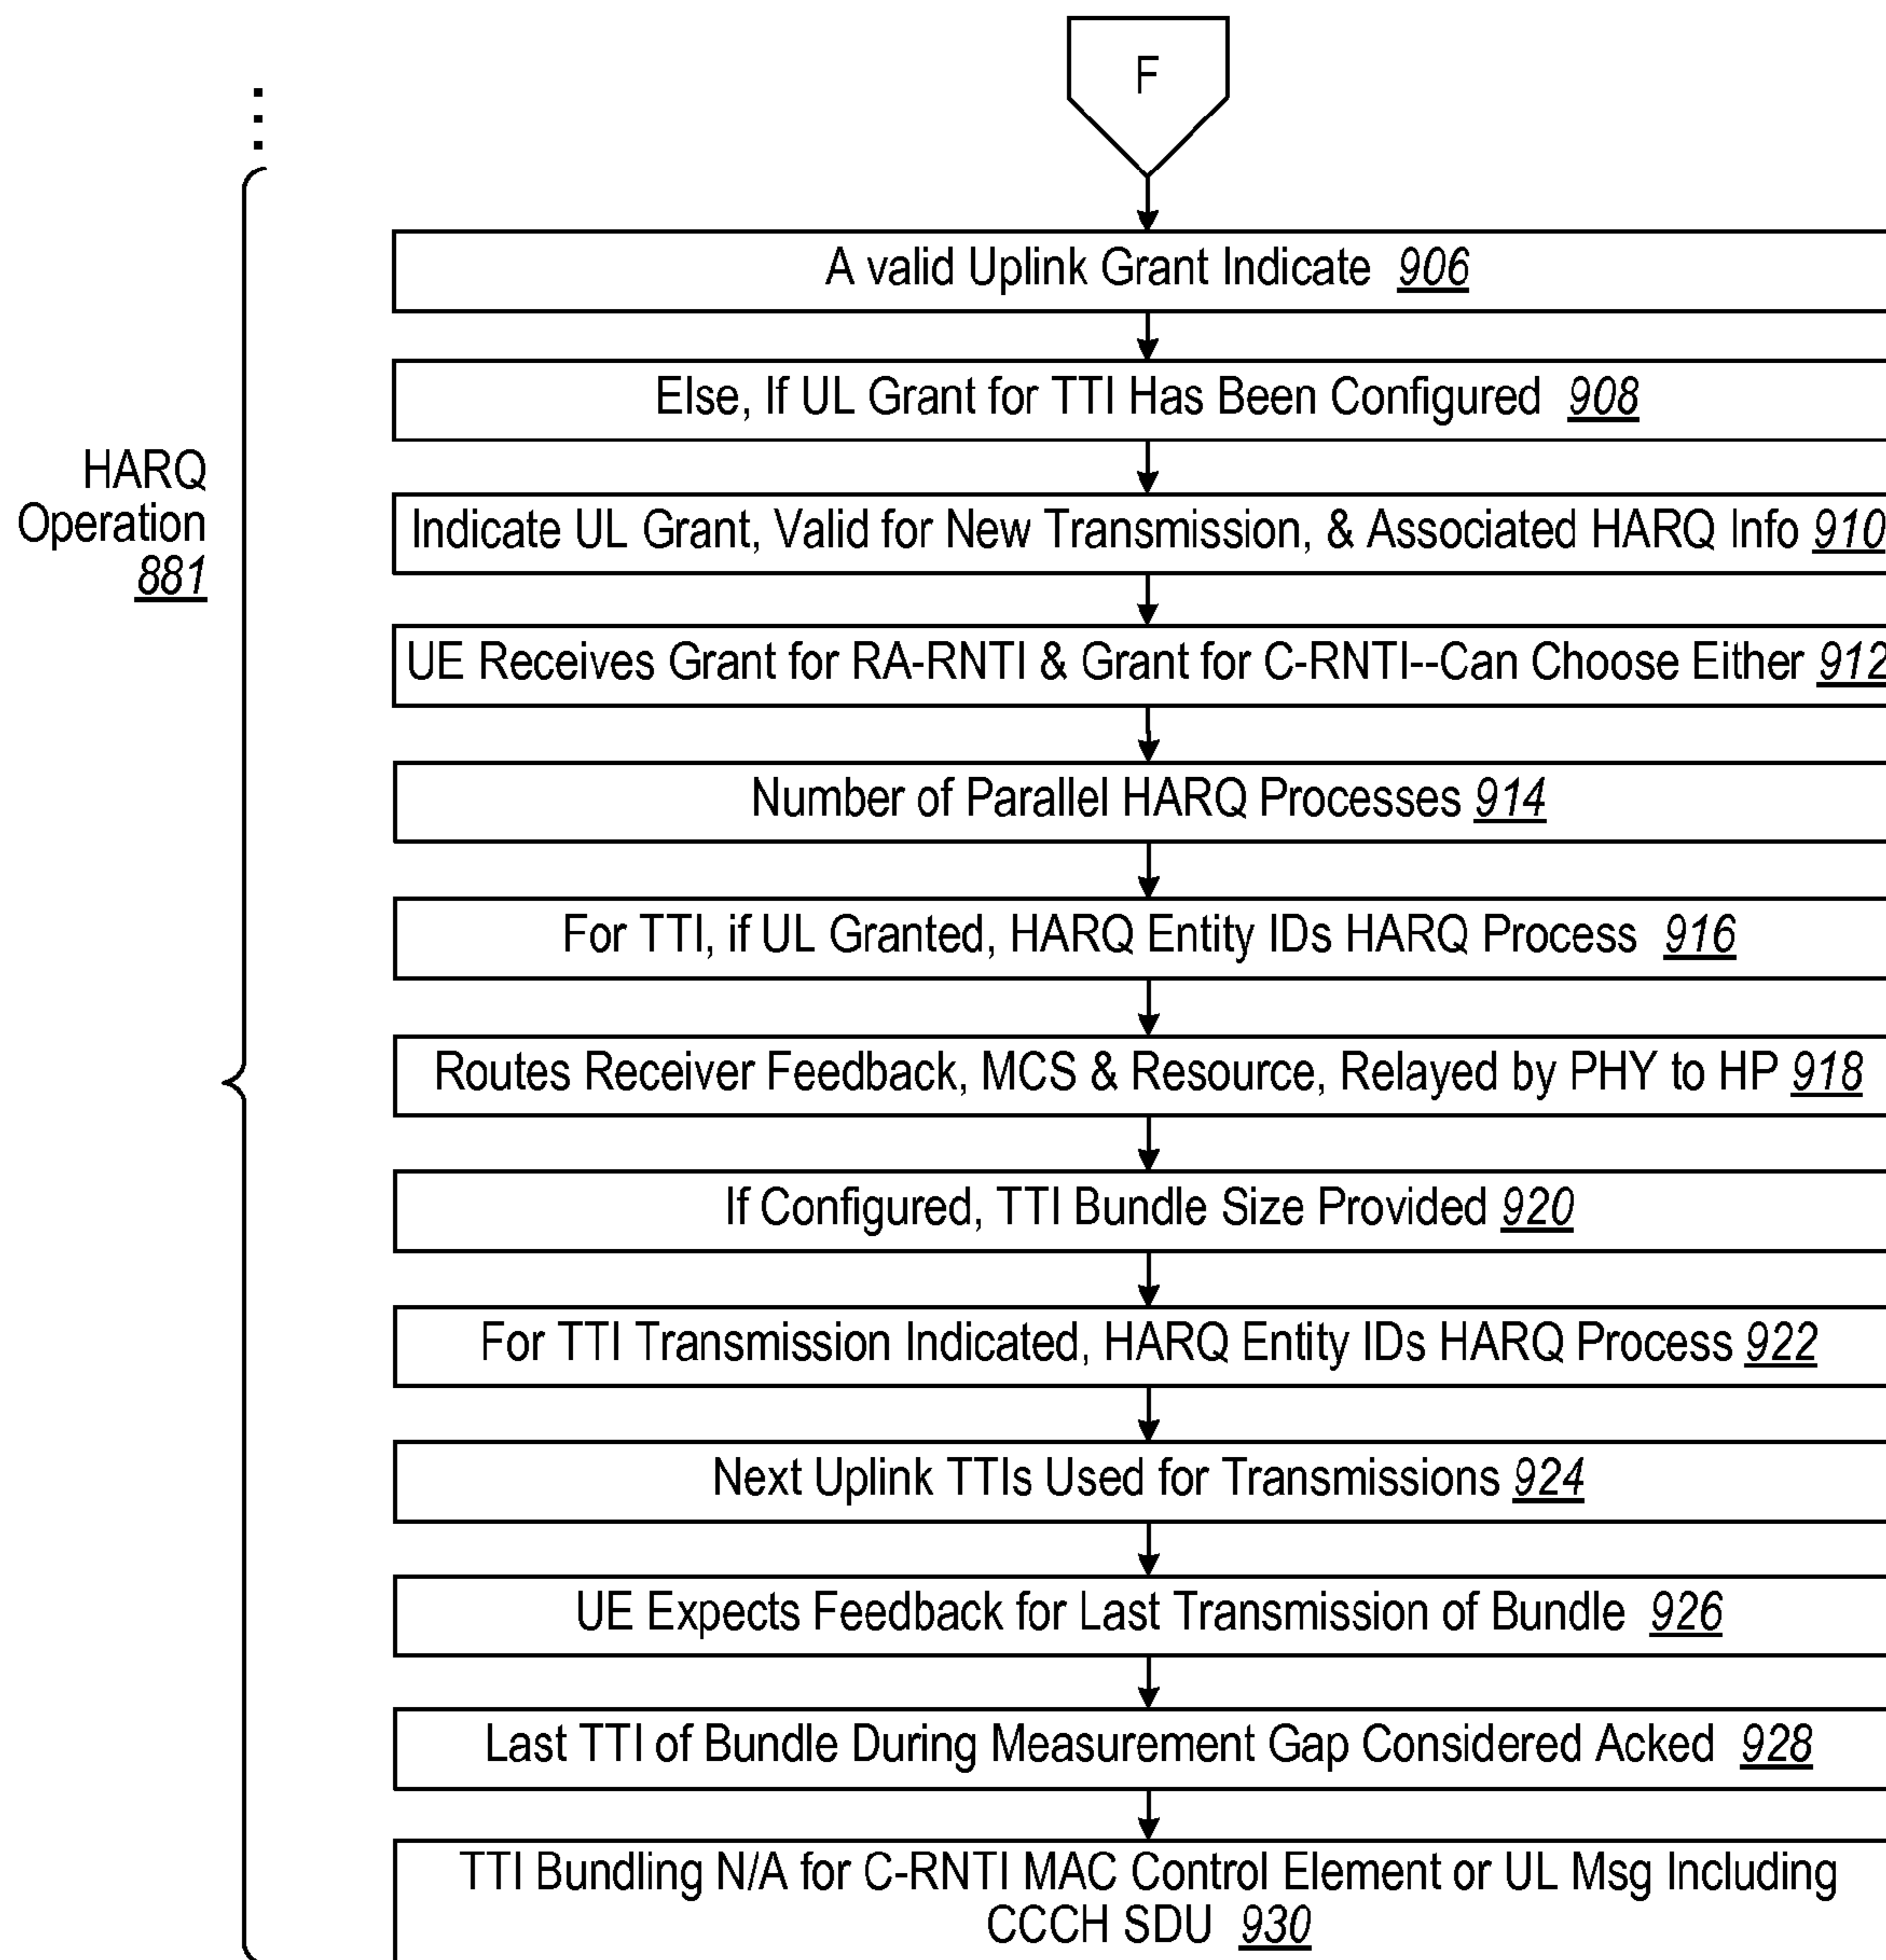 F
A valid Uplink Grant Indicate 906
Else, If UL Grant for TTI Has Been Configured 908
HARQ
Operation
881
Indicate UL Grant, Valid for New Transmission, & Associated HARQ Info 910
UE Receives Grant for RA-RNTI & Grant for C-RNTI--Can Choose Either 912
Number of Parallel HARQ Processes 914
For TTI, if UL Granted, HARQ Entity IDs HARQ Process 916
Routes Receiver Feedback, MCS & Resource, Relayed by PHY to HP 918
If Configured, TTI Bundle Size Provided 920
For TTI Transmission Indicated, HARQ Entity IDs HARQ Process 922
Next Uplink TTIs Used for Transmissions 924
UE Expects Feedback for Last Transmission of Bundle 926
Last TTI of Bundle During Measurement Gap Considered Acked 928
TTI Bundling N/A for C-RNTI MAC Control Element or UL Msg Including
CCCH SDU 930